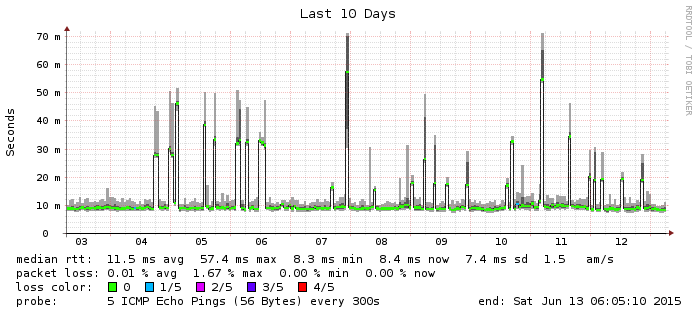 Last 10 Days
RRDTOOL / TOBI OETIKER
Seconds
70 m
60 m
50 m
40 m
30 m
20 m
10 m
0
03 04 05 06 07 08 09 10 11 12
median rtt: 11.5 ms avg 57.4 ms max 8.3 ms min 8.4 ms now 7.4 ms sd 1.5 am/s
packet loss: 0.01 % avg 1.67 % max 0.00 % min 0.00 % now
loss color: 0 1/5 2/5 3/5 4/5
probe: 5 ICMP Echo Pings (56 Bytes) every 300s end: Sat Jun 13 06:05:10 2015